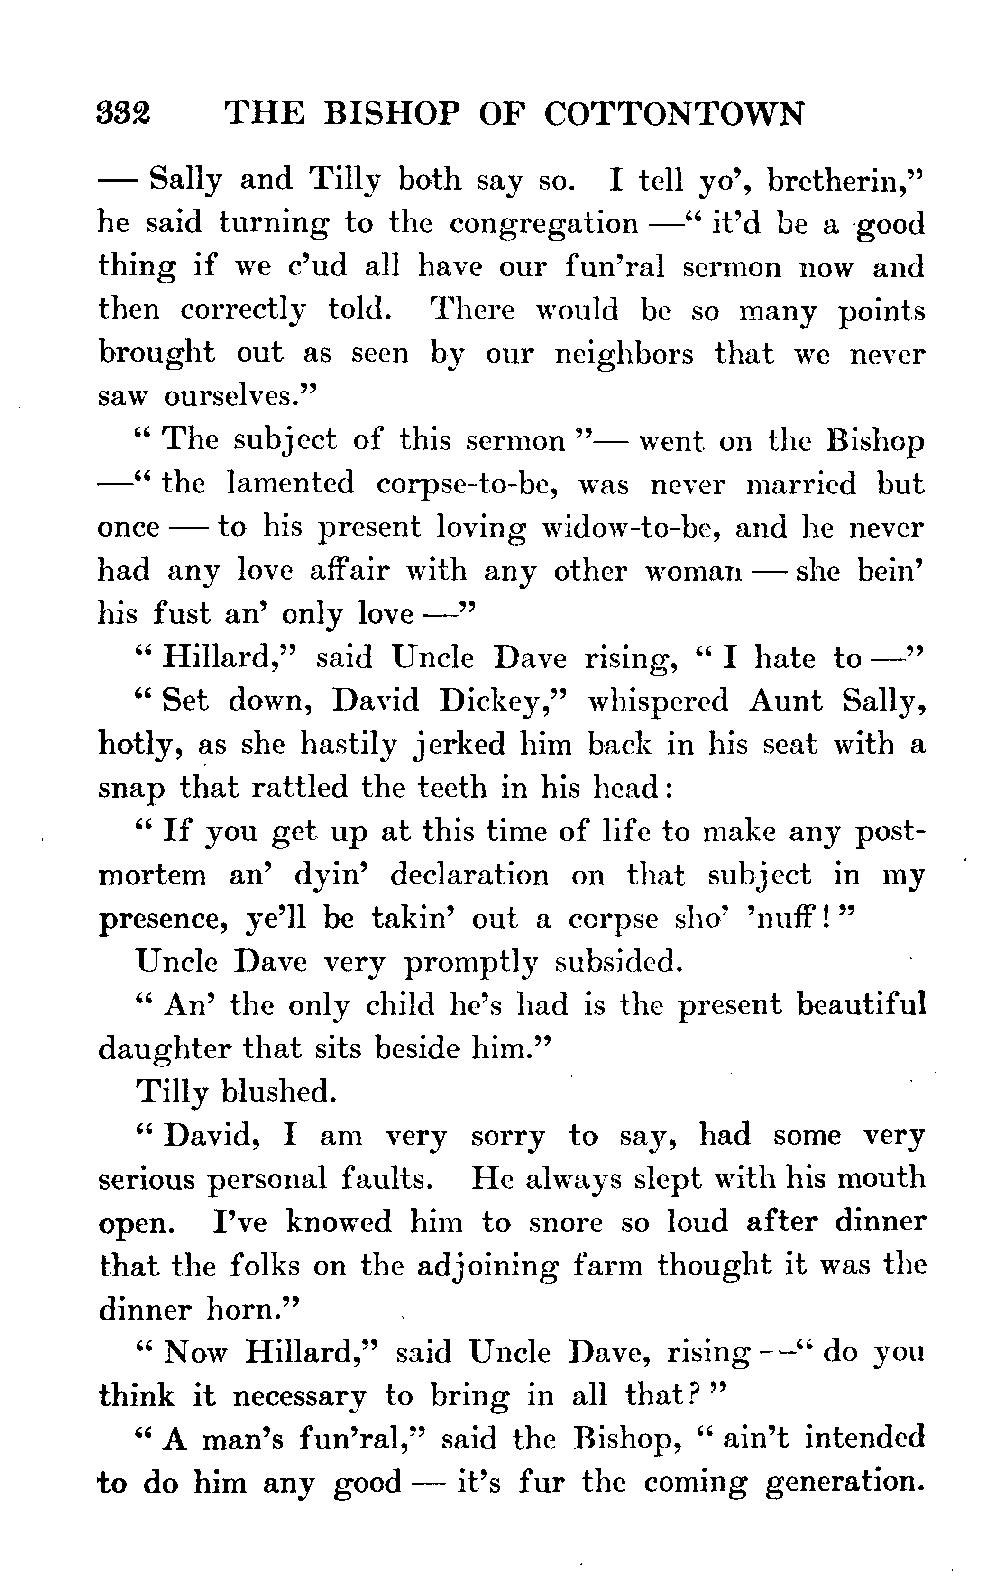 332 THE BISHOP OF COTTONTOWN
— Sally and Tilly both say so. I tell yo’, bretherin,”
he said turning to the congregation —“ it’d be a good
thing if we c’ud all have our fun’ral sermon now and
then correctly told. There would be so many points
brought out as seen by our neighbors that we never
saw ourselves.”
“ The subject of this sermon ”— went on the Bishop
—“ the lamented corpse-to-be, was never married but
once — to his present loving widow-to-be, and he never
had any love affair with any other woman — she bein’
his fust an’ only love —”
“ Hillard,” said Uncle Dave rising, “ I hate to —”
“ Set down, David Dickey,” whispered Aunt Sally,
hotly, as she hastily jerked him back in his seat with a
snap that rattled the teeth in his head:
“ If you get up at this time of life to make any post-
mortem an’ dyin’ declaration on that subject in my
presence, ye’ll be takin’ out a corpse sho’ ’nuff! ”
Uncle Dave very promptly subsided.
“ An’ the only child he’s had is the present beautiful
daughter that sits beside him.”
Tilly blushed.
“ David, I am very sorry to say, had some very
serious personal faults. He always slept with his mouth
open. I’ve knowed him to snore so loud after dinner
that the folks on the adjoining farm thought it was the
dinner horn.”
“ Now Hillard,” said Uncle Dave, rising -—“ do you
think it necessary to bring in all that? ”
“ A man’s fun’ral,” said the Bishop, “ ain’t intended
to do him any good — it’s fur the coming generation.